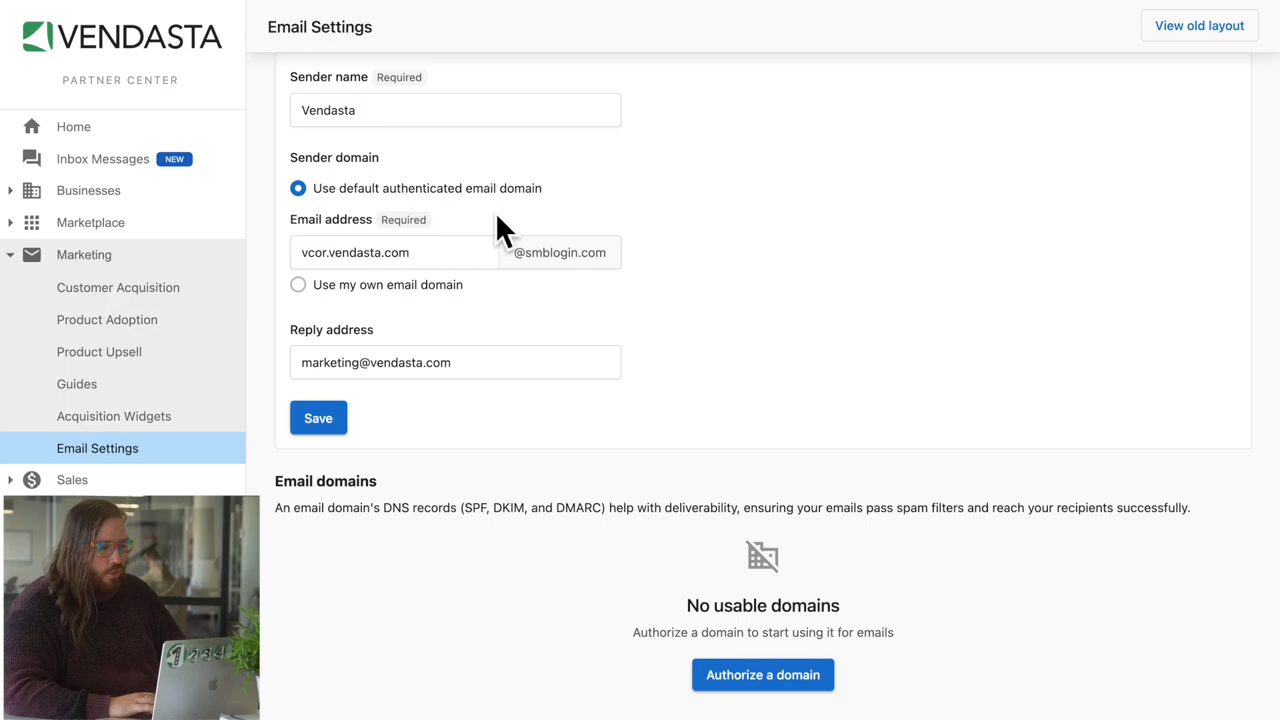 VENDASTA
PARTNER CENTER
Home
Inbox Messages NEW
Businesses
Marketplace
Marketing
Customer Acquisition
Product Adoption
Product Upsell
Guides
Acquisition Widgets
Email Settings
Sales
Email Settings
View old layout
Sender name Required
Vendasta
Sender domain
Use default authenticated email domain
Email address Required
vcor.vendasta.com @smblogin.com
Use my own email domain
Reply address
marketing@vendasta.com
Save
Email domains
An email domain's DNS records (SPF, DKIM, and DMARC) help with deliverability, ensuring your emails pass spam filters and reach your recipients successfully.
No usable domains
Authorize a domain to start using it for emails
Authorize a domain
1234